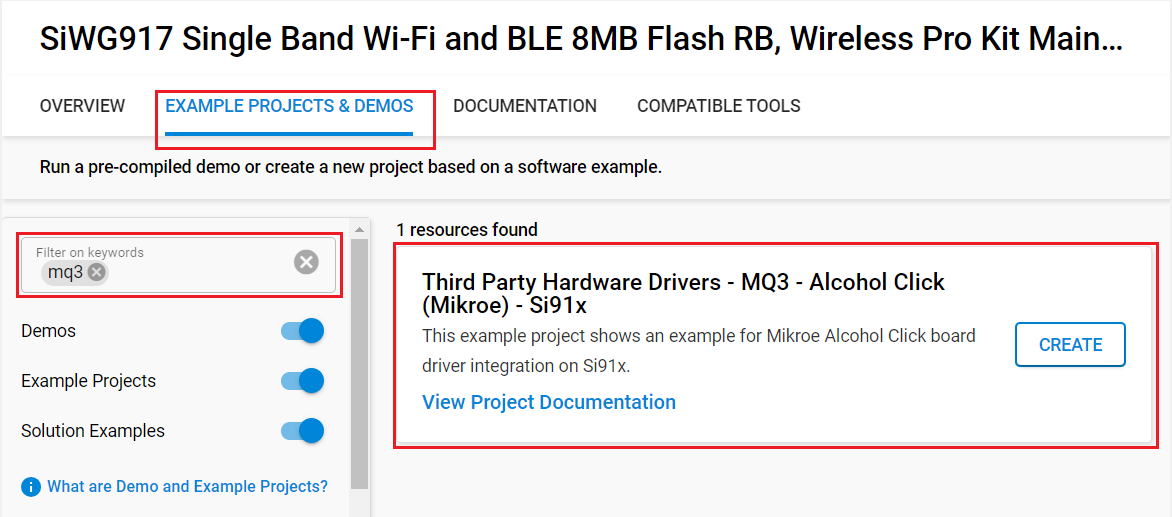 SiWG917 Single Band Wi-Fi and BLE 8MB Flash RB, Wireless Pro Kit Main...
OVERVIEW
EXAMPLE PROJECTS & DEMOS
DOCUMENTATION
COMPATIBLE TOOLS
Run a pre-compiled demo or create a new project based on a software example.
Filter on keywords
mq3
Demos
Example Projects
Solution Examples
What are Demo and Example Projects?
1 resources found
Third Party Hardware Drivers - MQ3 - Alcohol Click
(Mikroe) - Si91x
This example project shows an example for Mikroe Alcohol Click board
driver integration on Si91x.
View Project Documentation
CREATE